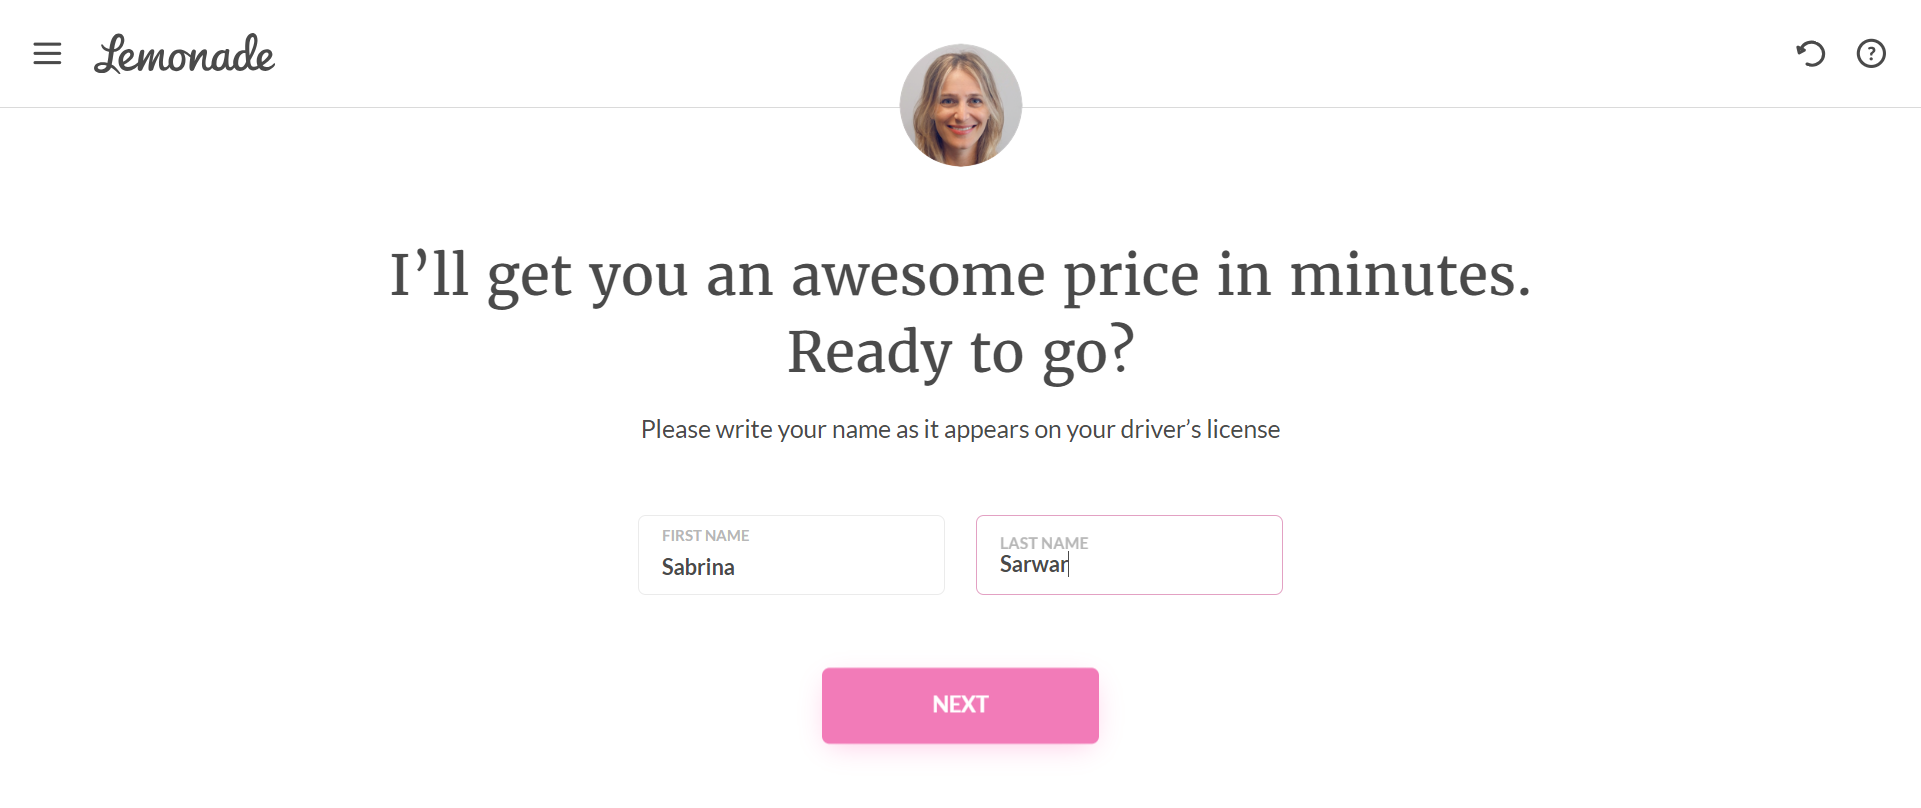 Lemonade
I’ll get you an awesome price in minutes.
Ready to go?
Please write your name as it appears on your driver’s license
FIRST NAME
Sabrina
LAST NAME
Sarwar
NEXT